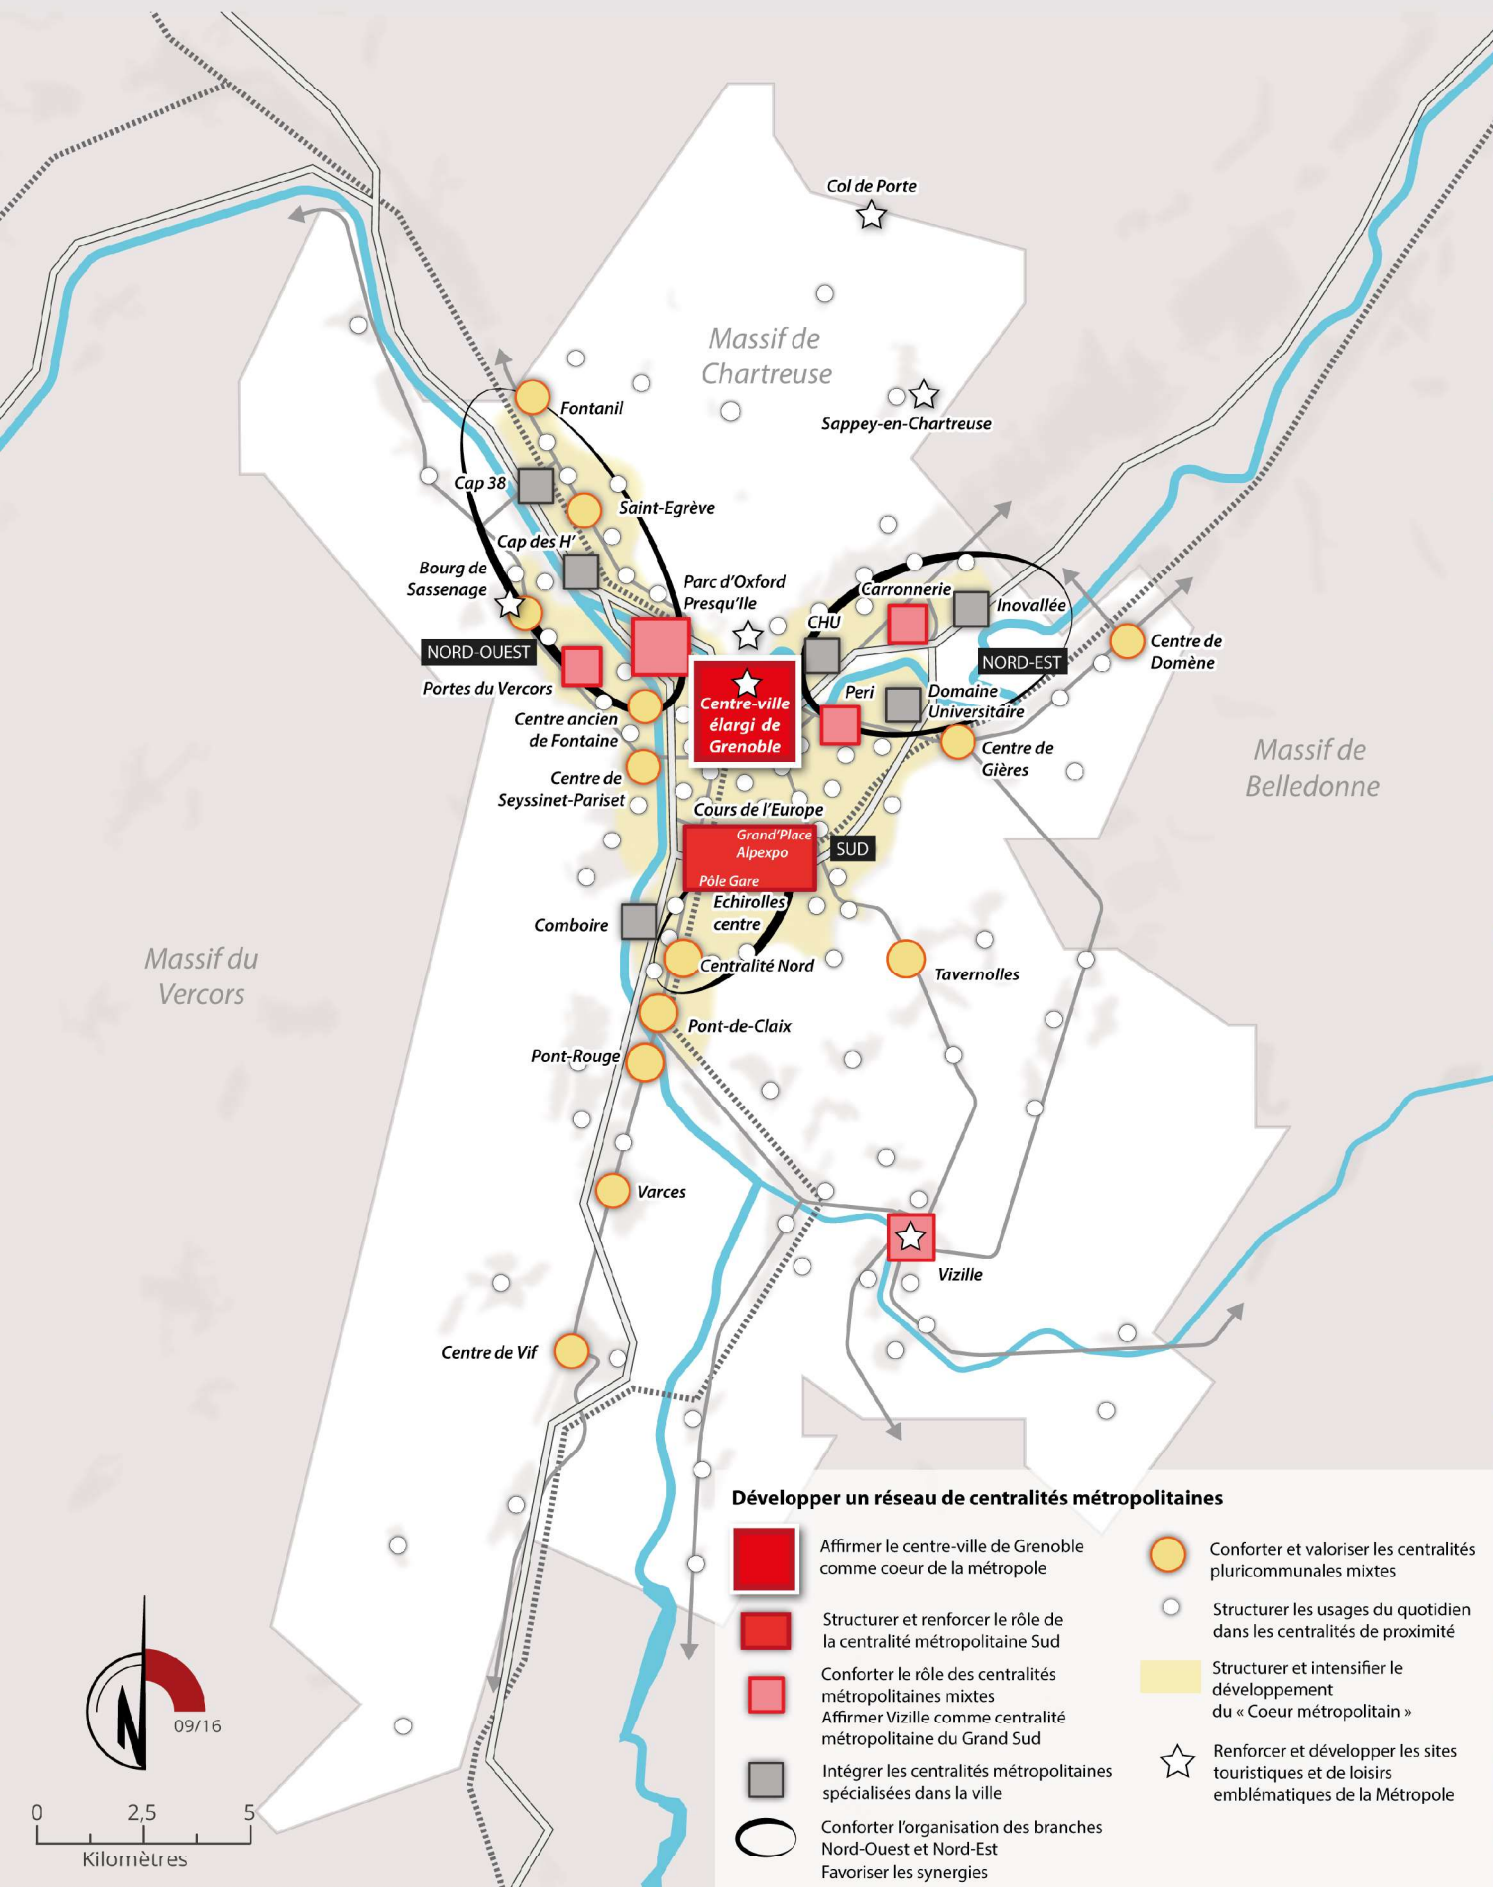 Col de Porte
Massif de
Chartreuse
Sappey-en-Chartreuse
Fontanil
Cap 38
Saint-Egrève
Cap des H'
Bourg de
Sassenage
Parc d'Oxford
Presqu'Ile
Carronnerie
Inovallée
CHU
NORD-OUEST
NORD-EST
Centre de
Domène
Portes du Vercors
Peri
Domaine
Universitaire
Centre-ville
élargi de
Grenoble
Centre ancien
de Fontaine
Centre de
Gières
Massif de
Belledonne
Centre de
Seyssinet-Pariset
Cours de l'Europe
Grand'Place
Alpexpo
SUD
Pôle Gare
Echirolles
centre
Comboire
Massif du
Vercors
Centralité Nord
Tavernolles
Pont-de-Claix
Pont-Rouge
Varces
Vizille
Centre de Vif
Développer un réseau de centralités métropolitaines
Affirmer le centre-ville de Grenoble
comme coeur de la métropole
Structurer et renforcer le rôle de
la centralité métropolitaine Sud
Conforter le rôle des centralités
métropolitaines mixtes
Affirmer Vizille comme centralité
métropolitaine du Grand Sud
Intégrer les centralités métropolitaines
spécialisées dans la ville
Conforter l'organisation des branches
Nord-Ouest et Nord-Est
Favoriser les synergies
Conforter et valoriser les centralités
pluricommunales mixtes
Structurer les usages du quotidien
dans les centralités de proximité
Structurer et intensifier le
développement
du « Coeur métropolitain »
Renforcer et développer les sites
touristiques et de loisirs
emblématiques de la Métropole
N
09/16
0 2,5 5
Kilomètres